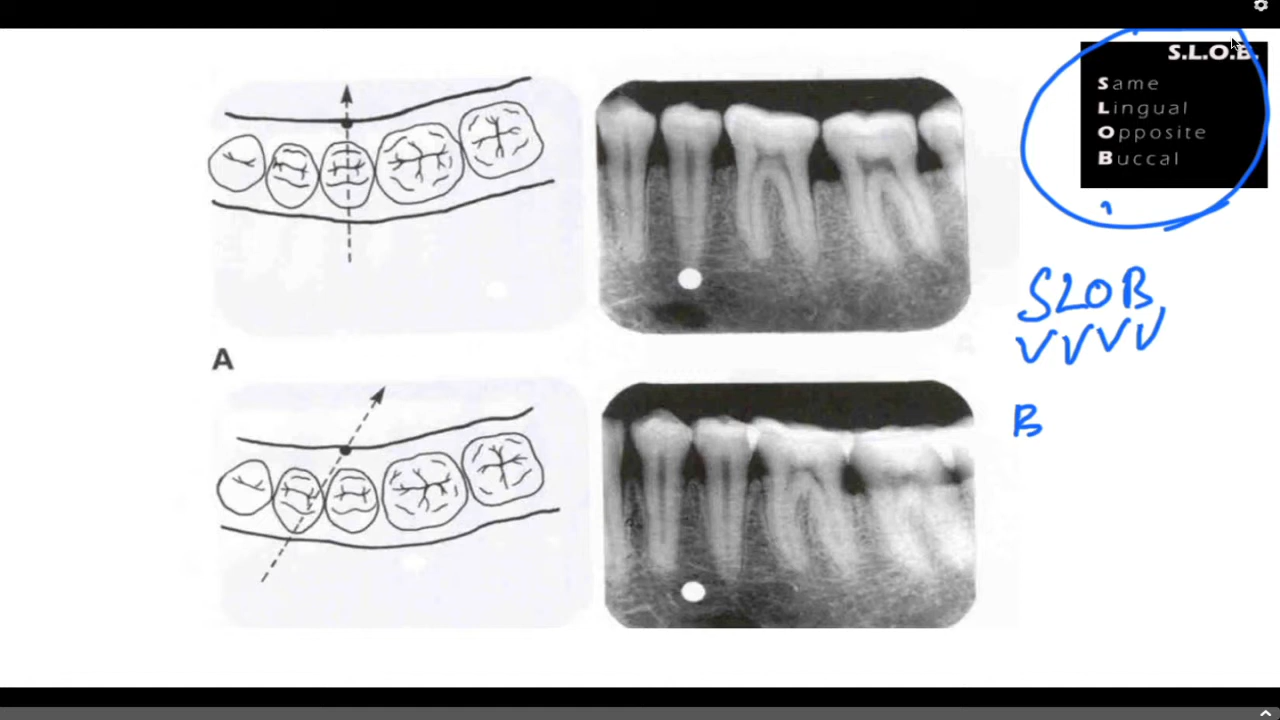 S.L.O.B.
Same
Lingual
Opposite
Buccal
SLOB
A
B